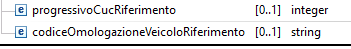 e progressivoCucRiferimento [0..1] integer
e codiceOmologazioneVeicoloRiferimento [0..1] string